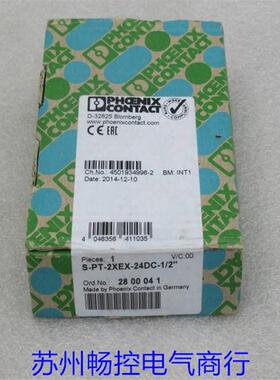 PHŒNIX
CONTACT
D-32825 Blomberg
phoenixcontact.com
CE EAC
Ch.No.: 4501934996-2 BM: INT1
Date: 2014-12-10
4 046356 411035
Pieces: 1 V/C:00
S-PT-2XEX-24DC-1/2"
Ord.No.: 28 00 04 1
Made by Phoenix Contact in Germany
苏州畅控电气商行